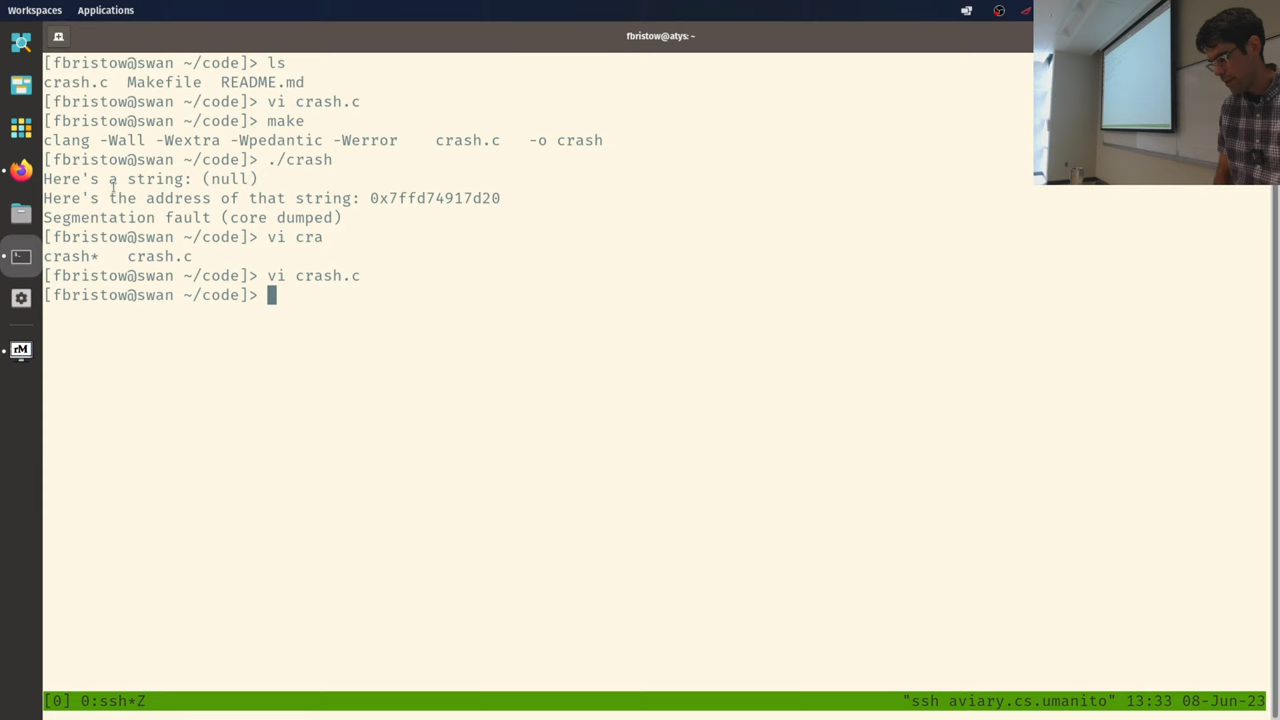 Workspaces Applications
fbristow@atys: ~
[fbristow@swan ~/code]> ls
crash.c  Makefile  README.md
[fbristow@swan ~/code]> vi crash.c
[fbristow@swan ~/code]> make
clang -Wall -Wextra -Wpedantic -Werror    crash.c   -o crash
[fbristow@swan ~/code]> ./crash
Here's a string: (null)
Here's the address of that string: 0x7ffd74917d20
Segmentation fault (core dumped)
[fbristow@swan ~/code]> vi cra
crash*   crash.c
[fbristow@swan ~/code]> vi crash.c
[fbristow@swan ~/code]>
rM
[0] 0:ssh*Z "ssh aviary.cs.umanito" 13:33 08-Jun-23